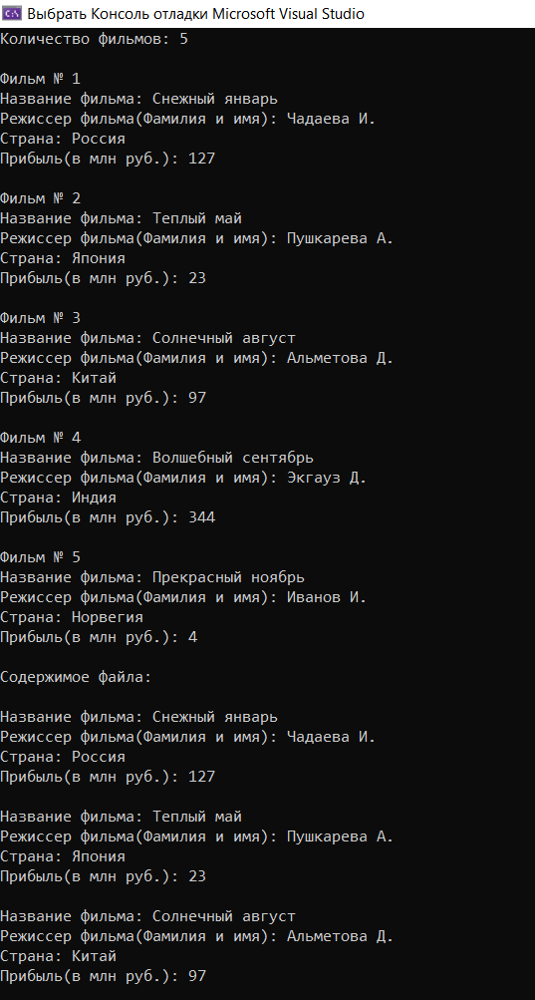 Выбрать Консоль отладки Microsoft Visual Studio
Количество фильмов: 5
Фильм № 1
Название фильма: Снежный январь
Режиссер фильма(Фамилия и имя): Чадаева И.
Страна: Россия
Прибыль(в млн руб.): 127
Фильм № 2
Название фильма: Теплый май
Режиссер фильма(Фамилия и имя): Пушкарева А.
Страна: Япония
Прибыль(в млн руб.): 23
Фильм № 3
Название фильма: Солнечный август
Режиссер фильма(Фамилия и имя): Альметова Д.
Страна: Китай
Прибыль(в млн руб.): 97
Фильм № 4
Название фильма: Волшебный сентябрь
Режиссер фильма(Фамилия и имя): Экгауз Д.
Страна: Индия
Прибыль(в млн руб.): 344
Фильм № 5
Название фильма: Прекрасный ноябрь
Режиссер фильма(Фамилия и имя): Иванов И.
Страна: Норвегия
Прибыль(в млн руб.): 4
Содержимое файла:
Название фильма: Снежный январь
Режиссер фильма(Фамилия и имя): Чадаева И.
Страна: Россия
Прибыль(в млн руб.): 127
Название фильма: Теплый май
Режиссер фильма(Фамилия и имя): Пушкарева А.
Страна: Япония
Прибыль(в млн руб.): 23
Название фильма: Солнечный август
Режиссер фильма(Фамилия и имя): Альметова Д.
Страна: Китай
Прибыль(в млн руб.): 97